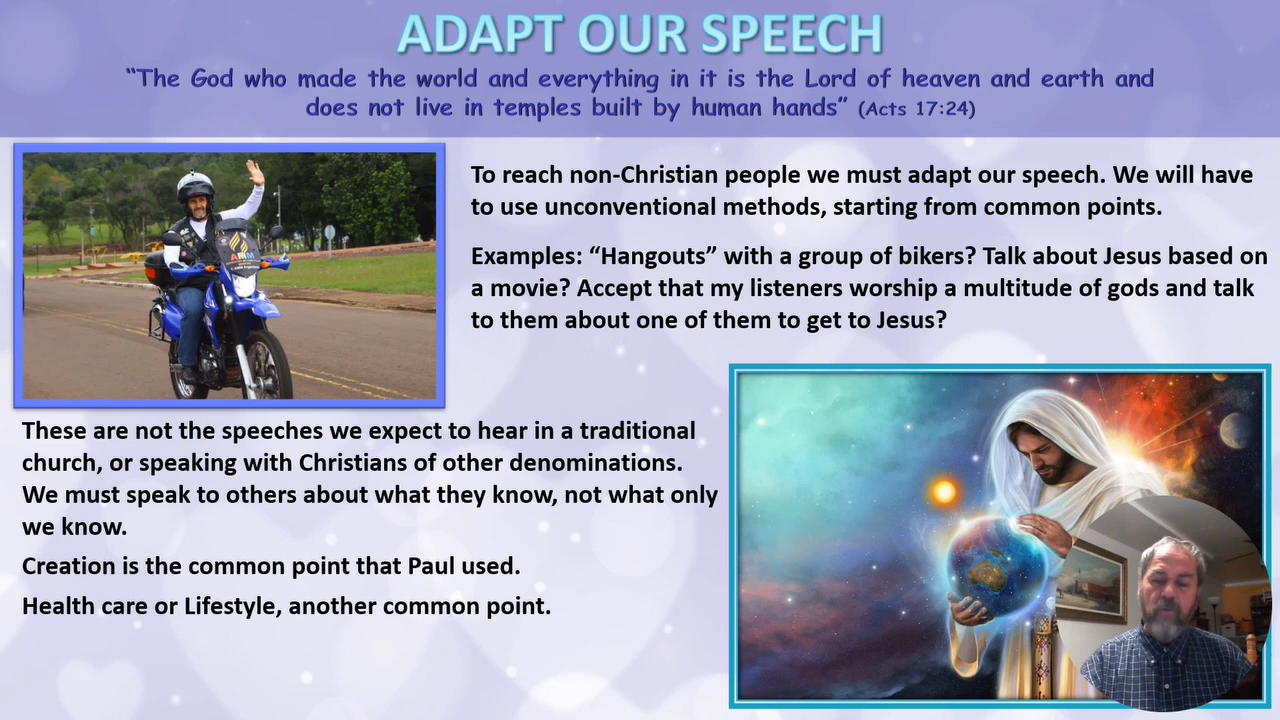 ADAPT OUR SPEECH
“The God who made the world and everything in it is the Lord of heaven and earth and
does not live in temples built by human hands” (Acts 17:24)
To reach non-Christian people we must adapt our speech. We will have
to use unconventional methods, starting from common points.
Examples: “Hangouts” with a group of bikers? Talk about Jesus based on
a movie? Accept that my listeners worship a multitude of gods and talk
to them about one of them to get to Jesus?
These are not the speeches we expect to hear in a traditional
church, or speaking with Christians of other denominations.
We must speak to others about what they know, not what only
we know.
Creation is the common point that Paul used.
Health care or Lifestyle, another common point.